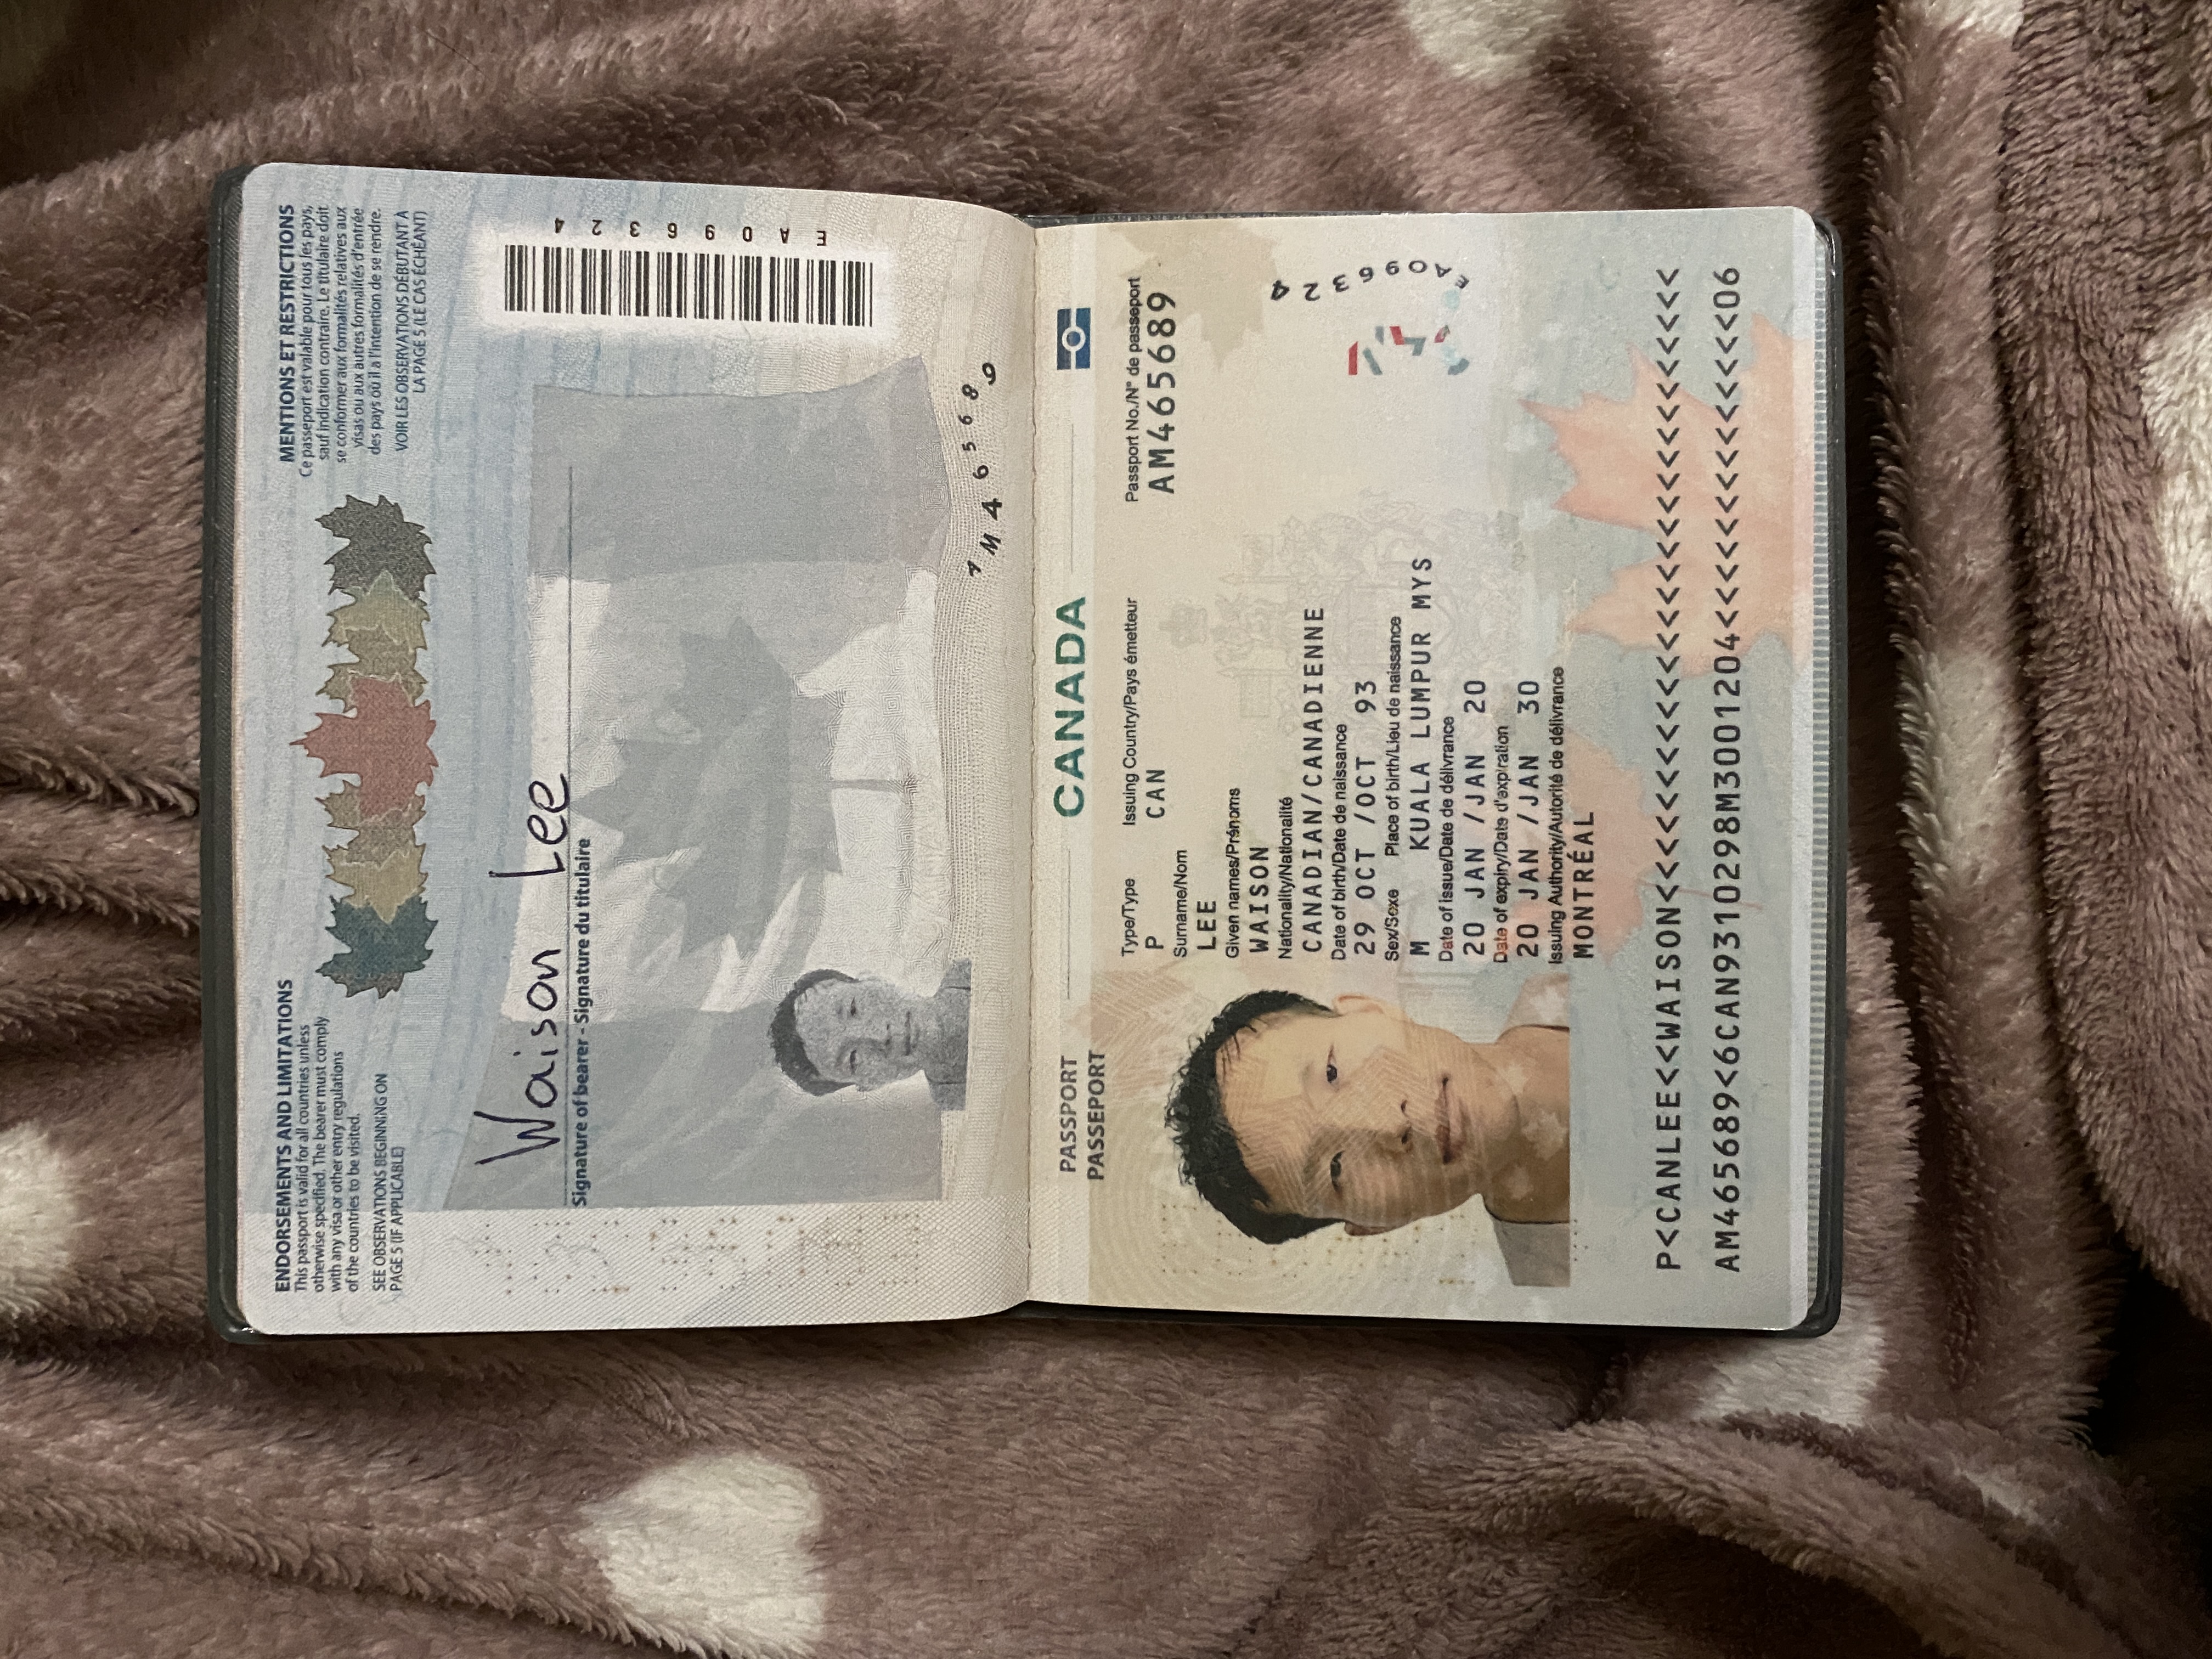 ENDORSEMENTS AND LIMITATIONS
This passport is valid for all countries unless
otherwise specified. The bearer must comply
with any visa or other entry regulations
of the countries to be visited.
SEE OBSERVATIONS BEGINNING ON
PAGE 5 (IF APPLICABLE)
MENTIONS ET RESTRICTIONS
Ce passeport est valable pour tous les pays,
sauf indication contraire. Le titulaire doit
se conformer aux formalités relatives aux
visas ou aux autres formalités d'entrée
des pays où il a l'intention de se rendre.
VOIR LES OBSERVATIONS DÉBUTANT À
LA PAGE 5 (LE CAS ÉCHÉANT)
Waison Lee
Signature of bearer - Signature du titulaire
EA096324
AM465689
PASSPORT
PASSEPORT
CANADA
Type/Type Issuing Country/Pays émetteur Passport No./N° de passeport
P CAN AM465689
Surname/Nom
LEE
Given names/Prénoms
WAISON
Nationality/Nationalité
CANADIAN/CANADIENNE
Date of birth/Date de naissance
29 OCT /OCT 93
Sex/Sexe Place of birth/Lieu de naissance
M KUALA LUMPUR MYS
Date of issue/Date de délivrance
20 JAN /JAN 20
Date of expiry/Date d'expiration
20 JAN /JAN 30
Issuing Authority/Autorité de délivrance
MONTRÉAL
EA096324
P<CANLEE<<WAISON<<<<<<<<<<<<<<<<<<<<<<<<<<<<
AM465689<6CAN9310298M3001204<<<<<<<<<<<<<<06